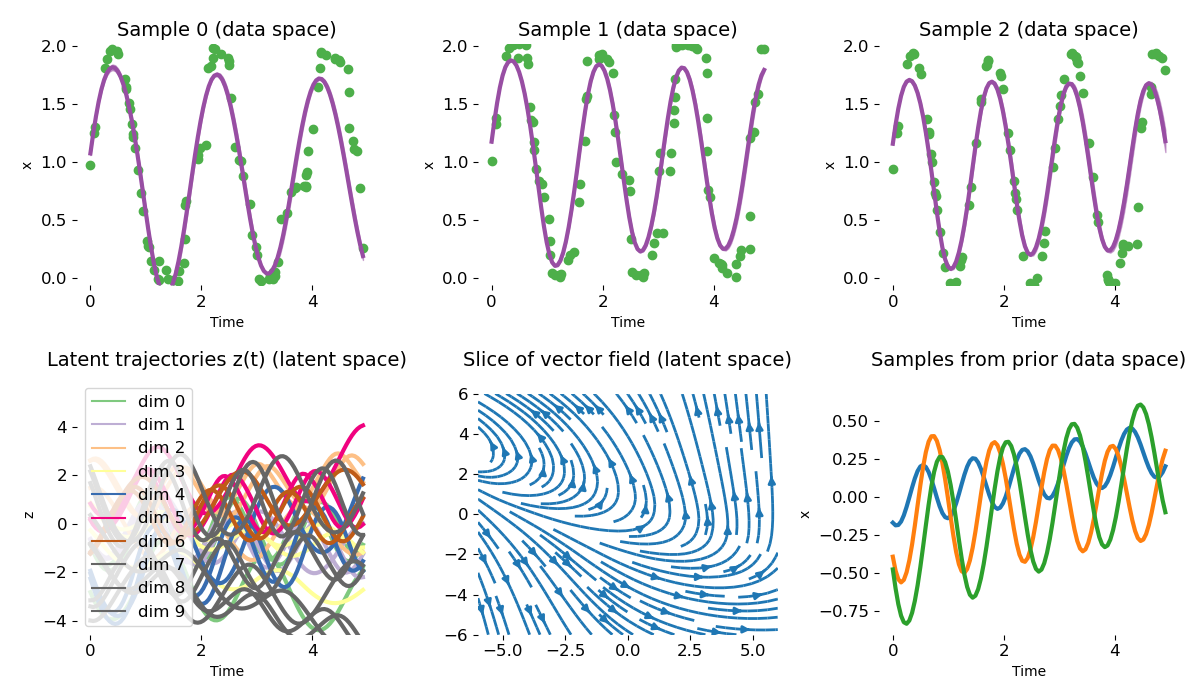 Sample 0 (data space)
2.0
1.5
1.0
0.5
0.0
x
0
2
4
Time
Sample 1 (data space)
2.0
1.5
1.0
0.5
0.0
x
0
2
4
Time
Sample 2 (data space)
2.0
1.5
1.0
0.5
0.0
x
0
2
4
Time
Latent trajectories z(t) (latent space)
4
2
0
−2
−4
z
dim 0
dim 1
dim 2
dim 3
dim 4
dim 5
dim 6
dim 7
dim 8
dim 9
0
2
4
Time
Slice of vector field (latent space)
6
4
2
0
−2
−4
−6
−5.0
−2.5
0.0
2.5
5.0
Samples from prior (data space)
0.50
0.25
0.00
−0.25
−0.50
−0.75
x
0
2
4
Time